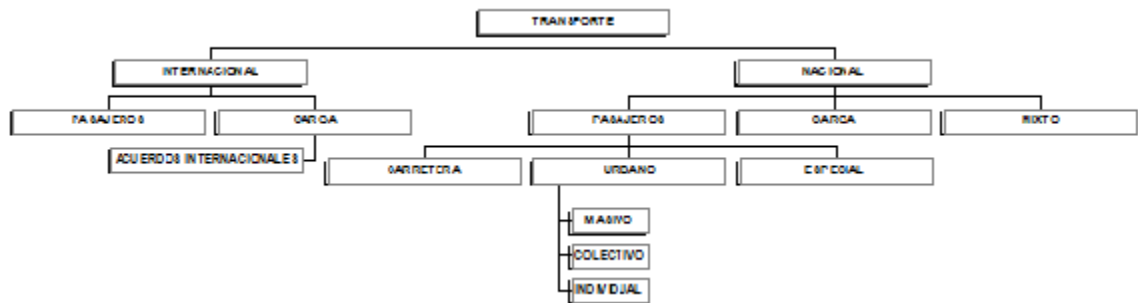 TRANSPORTE
INTERNACIONAL
NACIONAL
PASAJEROS
CARGA
PASAJEROS
CARGA
MIXTO
ACUERDOS INTERNACIONALES
CARRETERA
URBANO
ESPECIAL
MASIVO
COLECTIVO
INDIVIDUAL